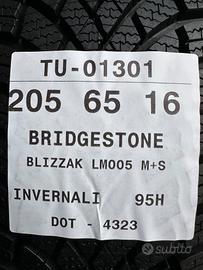 TU-01301
205 65 16
BRIDGESTONE
BLIZZAK LM005 M+S
INVERNALI 95H
DOT - 4323
subito